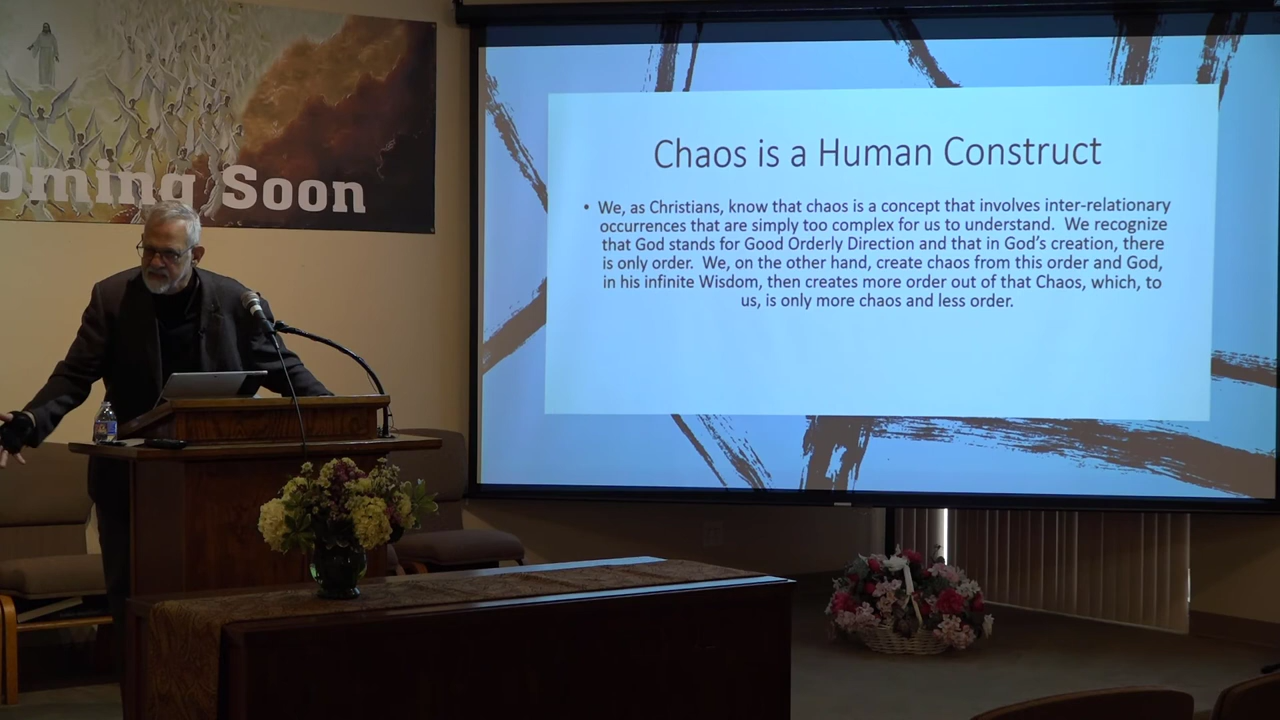 oming Soon
Chaos is a Human Construct
• We, as Christians, know that chaos is a concept that involves inter-relationary
occurrences that are simply too complex for us to understand. We recognize
that God stands for Good Orderly Direction and that in God's creation, there
is only order. We, on the other hand, create chaos from this order and God,
in his infinite Wisdom, then creates more order out of that Chaos, which, to
us, is only more chaos and less order.